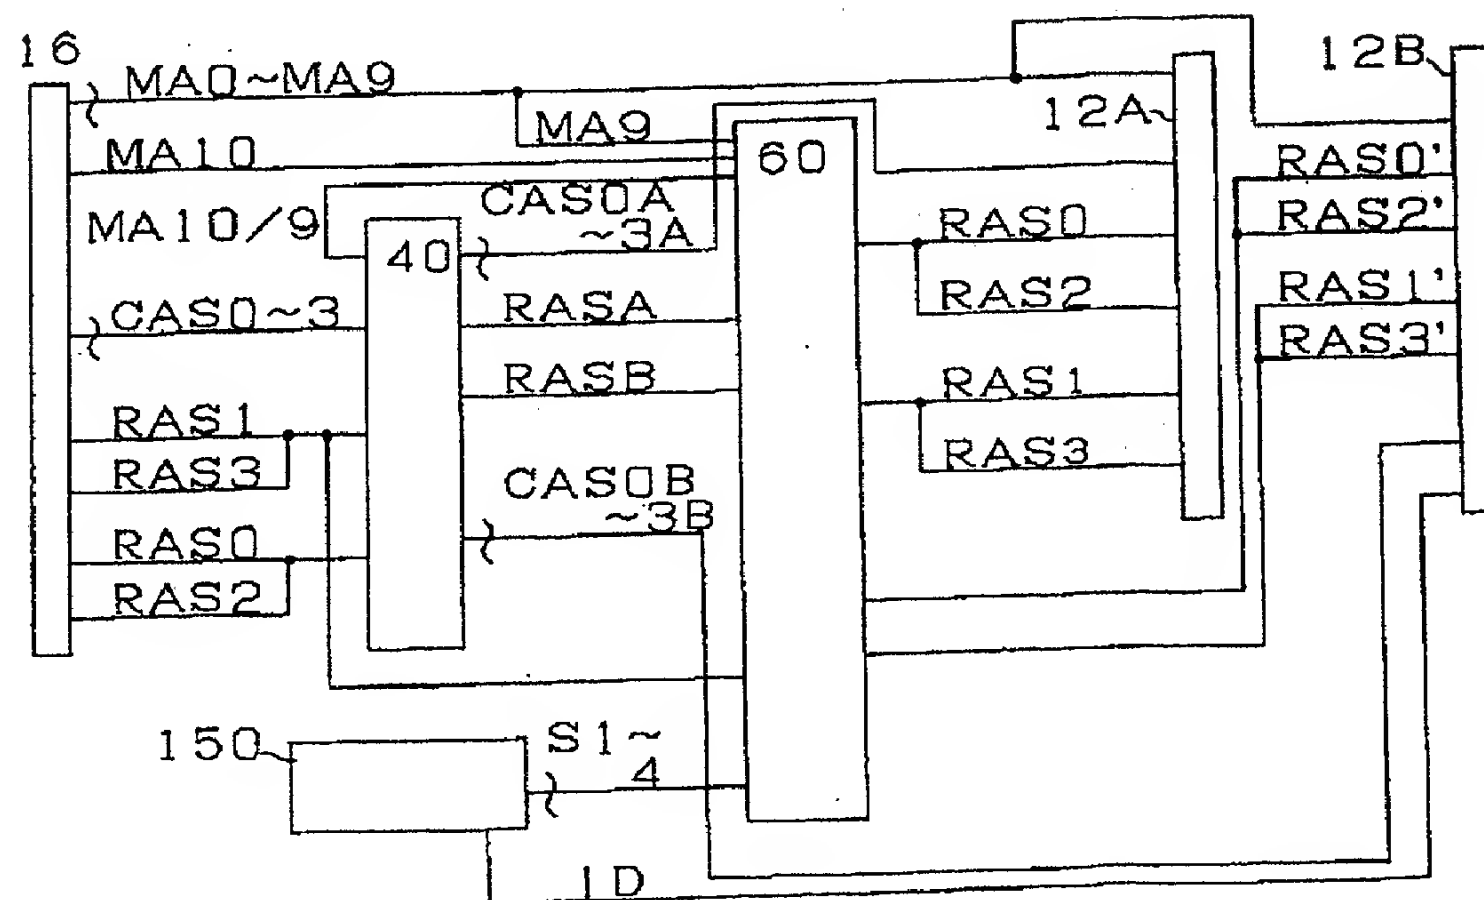 16
MA0~MA9
12B
12A
MA9
MA10
60
RAS0'
CAS0A
~3A
MA10/9
RAS0
RAS2'
40
RAS2
RAS1'
CAS0~3
RASA
RAS3'
RASB
RAS1
RAS1
RAS3
RAS3
CAS0B
~3B
RAS0
RAS2
150
S1~
4
1D